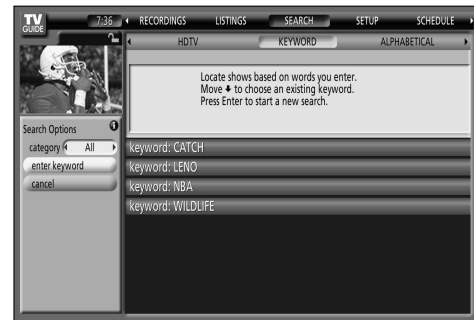 TV
GUIDE
7:36
RECORDINGS LISTINGS SEARCH SETUP SCHEDULE
HDTV KEYWORD ALPHABETICAL
Locate shows based on words you enter.
Move ↓ to choose an existing keyword.
Press Enter to start a new search.
Search Options i
category All
enter keyword
cancel
keyword: CATCH
keyword: LENO
keyword: NBA
keyword: WILDLIFE